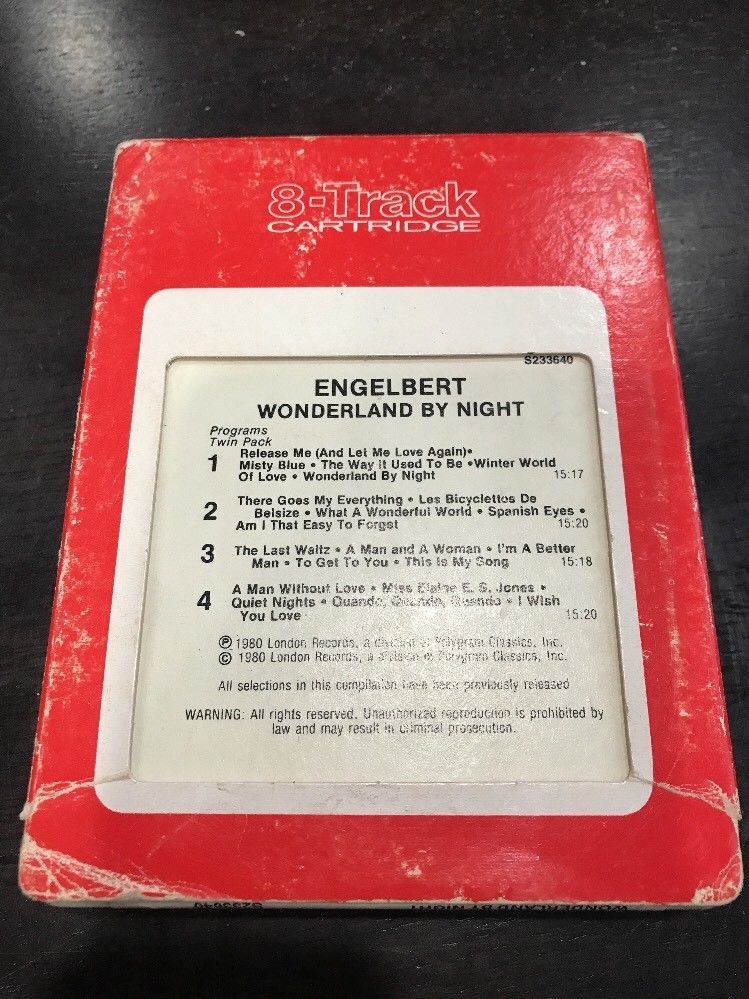 8-Track
CARTRIDGE
S233640
ENGELBERT
WONDERLAND BY NIGHT
Programs
Twin Pack
1 Release Me (And Let Me Love Again)•
Misty Blue • The Way It Used To Be •Winter World
Of Love • Wonderland By Night 15:17
2 There Goes My Everything • Les Bicyclettos De
Belsize • What A Wonderful World • Spanish Eyes •
Am I That Easy To Forget 15:20
3 The Last Waltz • A Man and A Woman • I'm A Better
Man • To Get To You • This Is My Song 15:18
4 A Man Without Love • Miss Elaine E. S. Jones •
Quiet Nights • Quando, Quando, Quando • I Wish
You Love 15:20
℗ 1980 London Records, a division of Polygram Classics, Inc.
© 1980 London Records, a division of Polygram Classics, Inc.
All selections in this compilation have been previously released
WARNING: All rights reserved. Unauthorized reproduction is prohibited by
law and may result in criminal prosecution.
S233640 WONDERLAND BY NIGHT